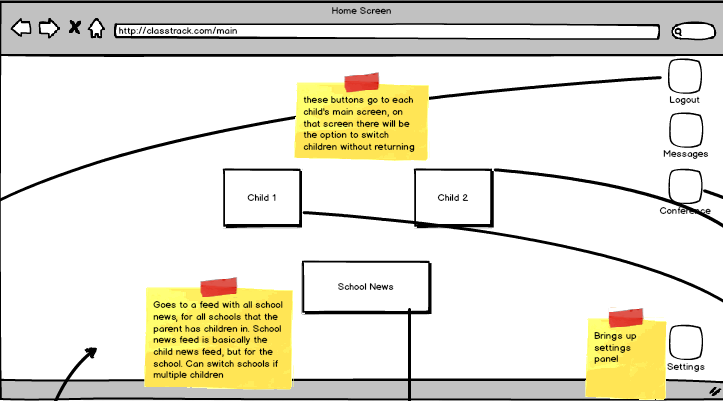 Home Screen
http://classtrack.com/main
these buttons go to each
child's main screen, on
that screen there will be
the option to switch
children without returning
Logout
Messages
Conference
Child 1
Child 2
School News
Goes to a feed with all school
news, for all schools that the
parent has children in. School
news feed is basically the
child news feed, but for the
school. Can switch schools if
multiple children
Brings up
settings
panel
Settings